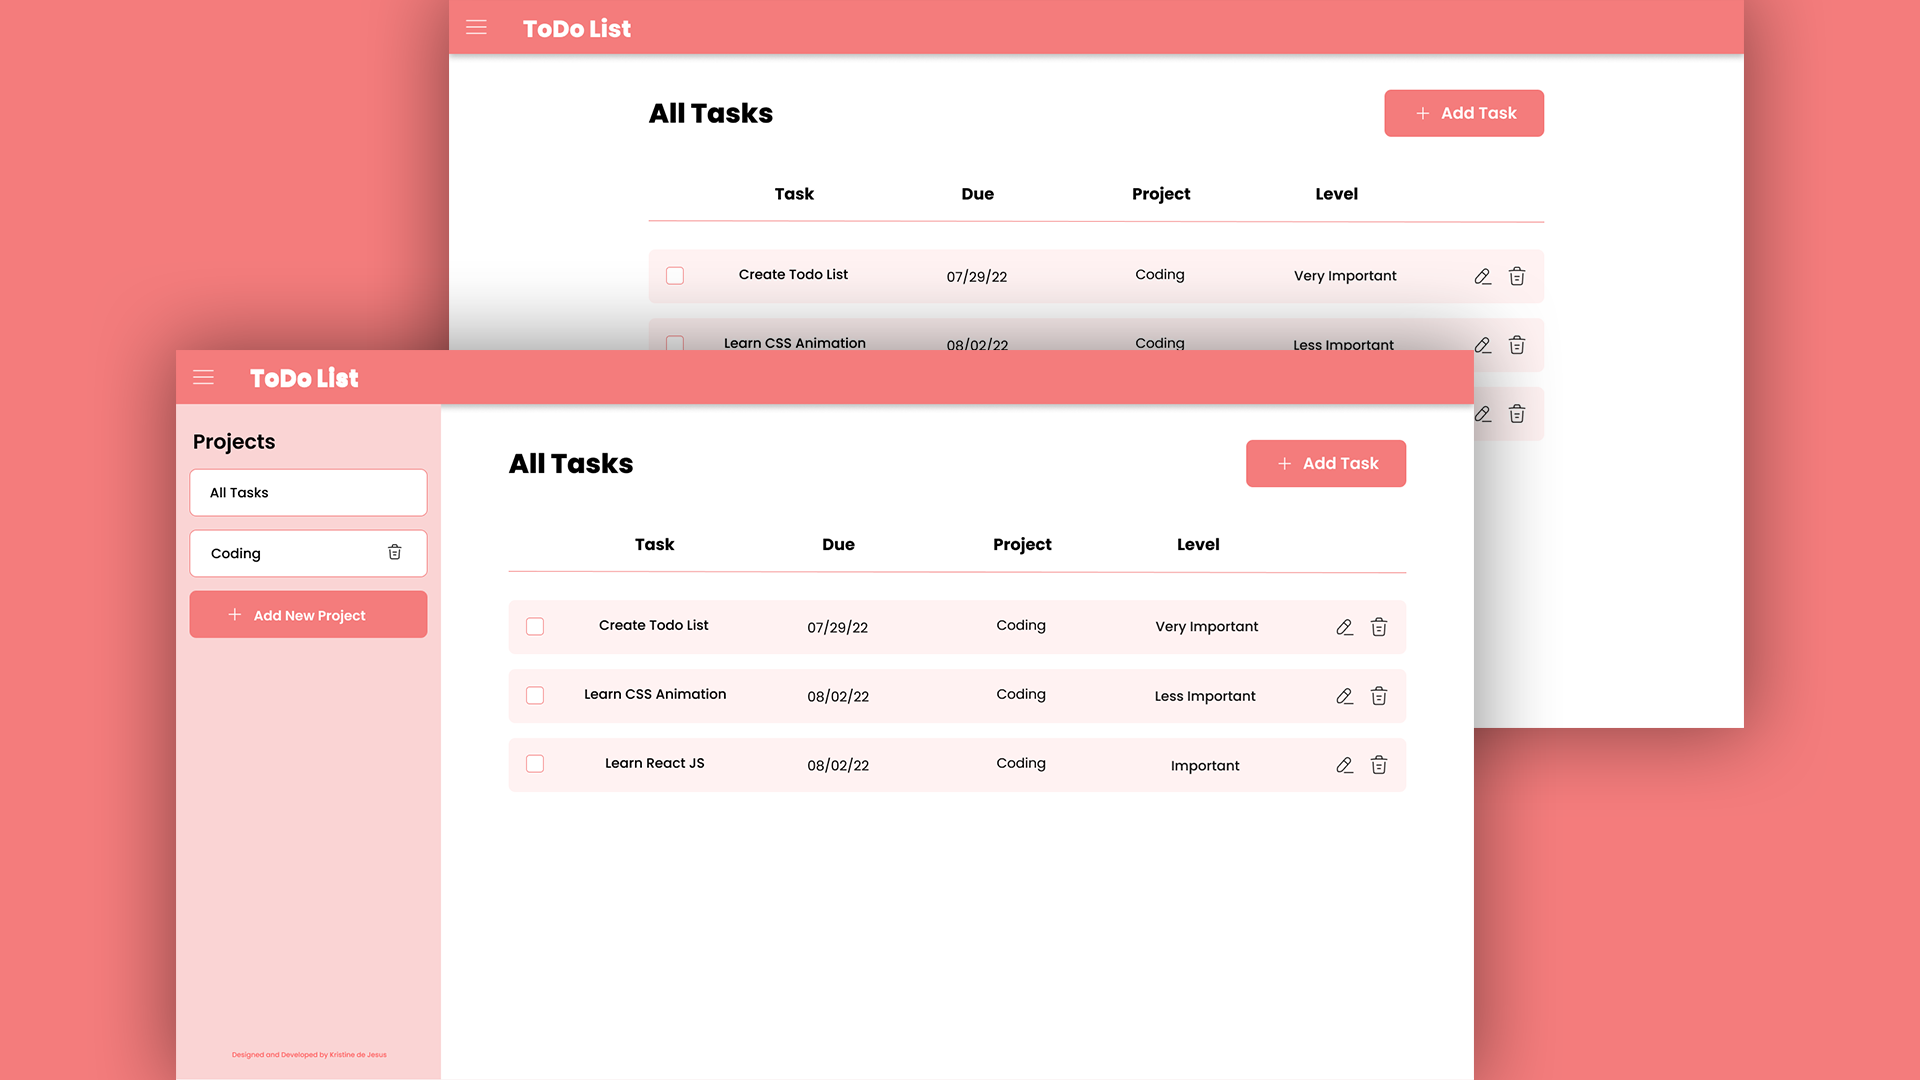 ToDo List
All Tasks
+ Add Task
Task Due Project Level
Create Todo List 07/29/22 Coding Very Important
Learn CSS Animation 08/02/22 Coding Less Important
ToDo List
Projects
All Tasks
Coding
+ Add New Project
Designed and Developed by Kristine de Jesus
All Tasks
+ Add Task
Task Due Project Level
Create Todo List 07/29/22 Coding Very Important
Learn CSS Animation 08/02/22 Coding Less Important
Learn React JS 08/02/22 Coding Important